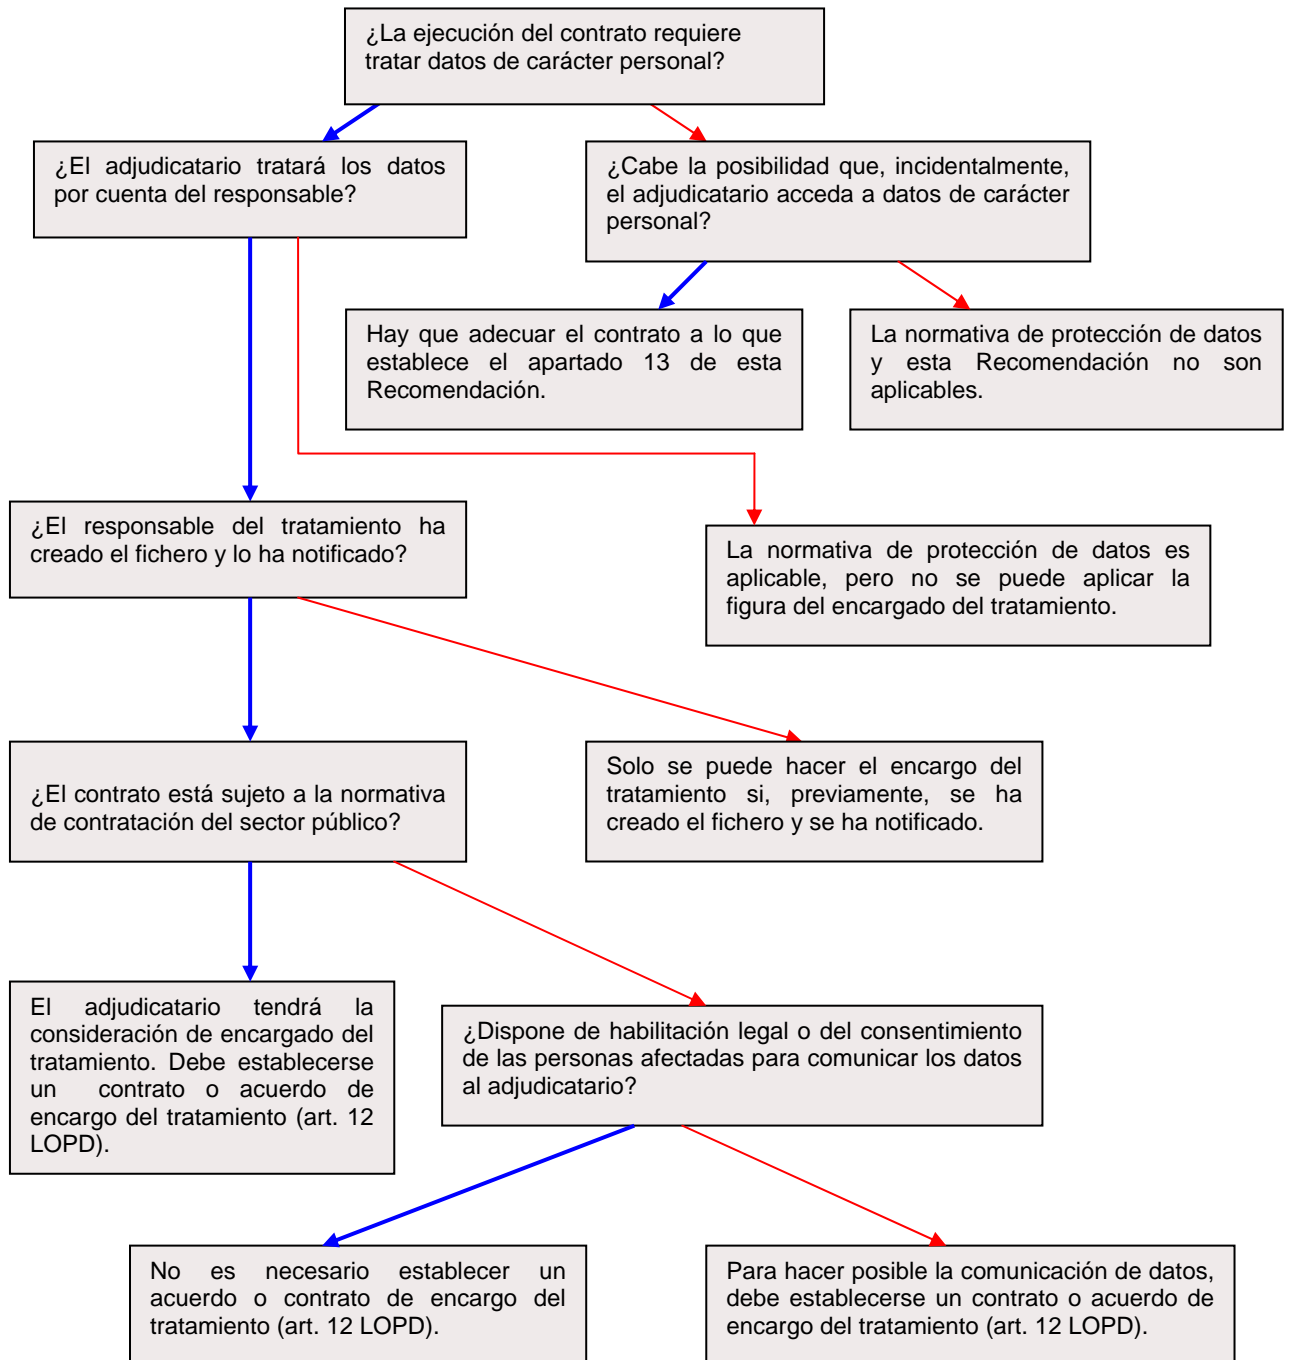 ¿La ejecución del contrato requiere
tratar datos de carácter personal?
¿El adjudicatario tratará los datos
por cuenta del responsable?
¿Cabe la posibilidad que, incidentalmente,
el adjudicatario acceda a datos de carácter
personal?
Hay que adecuar el contrato a lo que
establece el apartado 13 de esta
Recomendación.
La normativa de protección de datos
y esta Recomendación no son
aplicables.
¿El responsable del tratamiento ha
creado el fichero y lo ha notificado?
La normativa de protección de datos es
aplicable, pero no se puede aplicar la
figura del encargado del tratamiento.
¿El contrato está sujeto a la normativa
de contratación del sector público?
Solo se puede hacer el encargo del
tratamiento si, previamente, se ha
creado el fichero y se ha notificado.
El adjudicatario tendrá la
consideración de encargado del
tratamiento. Debe establecerse
un contrato o acuerdo de
encargo del tratamiento (art. 12
LOPD).
¿Dispone de habilitación legal o del consentimiento
de las personas afectadas para comunicar los datos
al adjudicatario?
No es necesario establecer un
acuerdo o contrato de encargo del
tratamiento (art. 12 LOPD).
Para hacer posible la comunicación de datos,
debe establecerse un contrato o acuerdo de
encargo del tratamiento (art. 12 LOPD).